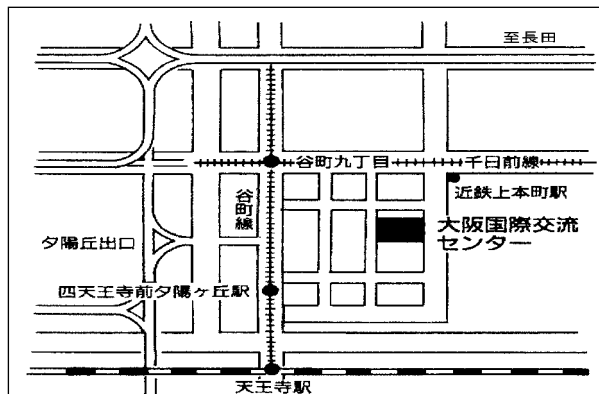 至長田
谷町九丁目
千日前線
近鉄上本町駅
谷町線
大阪国際交流
センター
夕陽丘出口
四天王寺前夕陽ヶ丘駅
天王寺駅